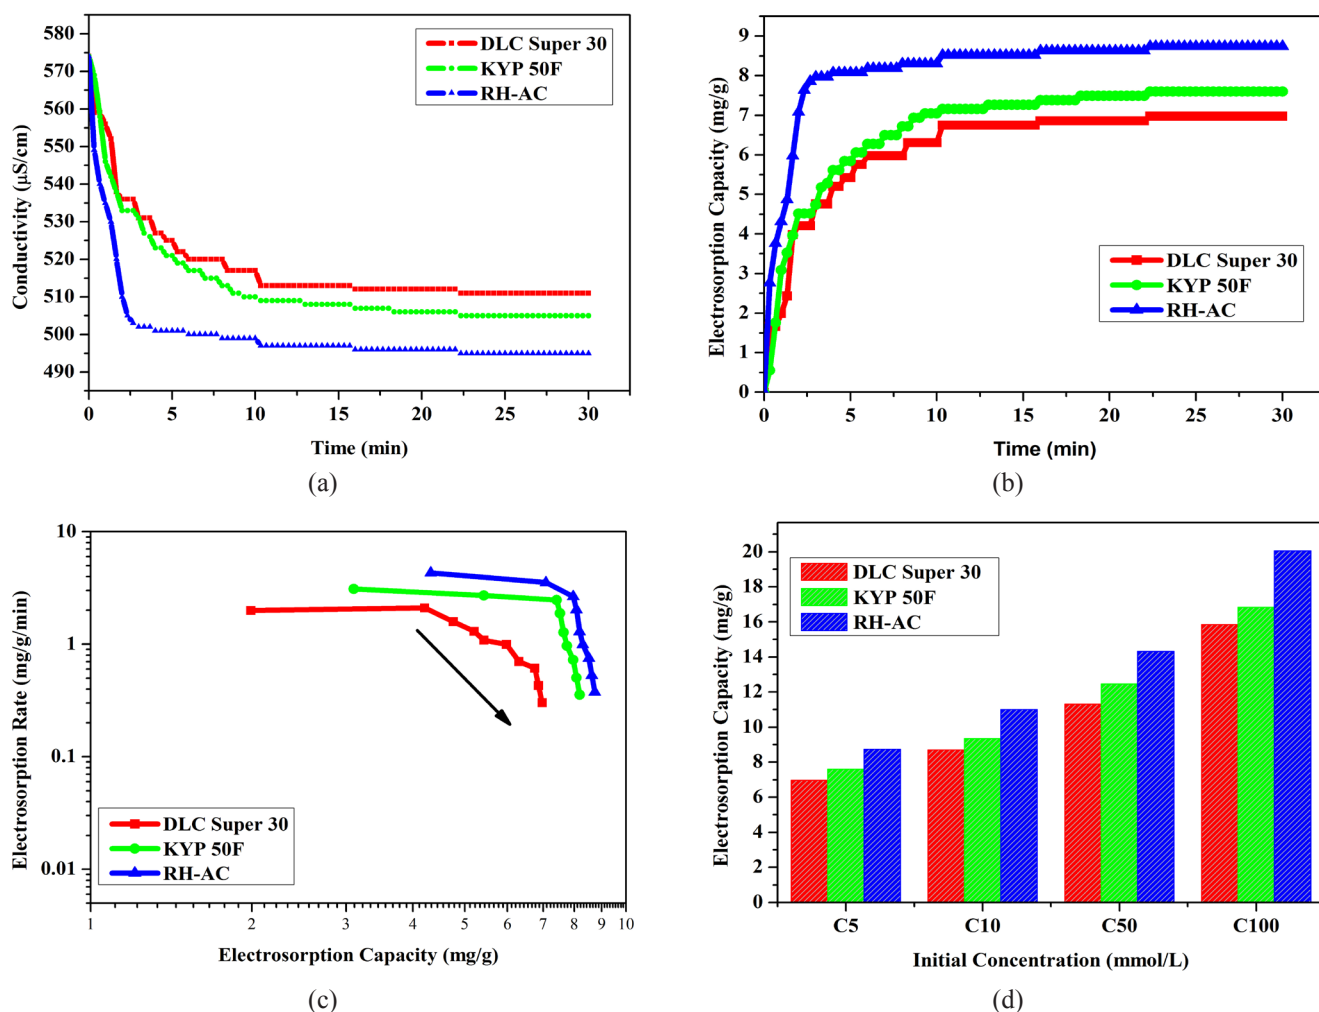 580
570
560
550
540
530
520
510
500
490
Conductivity (µS/cm)
DLC Super 30
KYP 50F
RH-AC
0 5 10 15 20 25 30
Time (min)
(a)
9
8
7
6
5
4
3
2
1
0
Electrosorption Capacity (mg/g)
DLC Super 30
KYP 50F
RH-AC
0 5 10 15 20 25 30
Time (min)
(b)
10
1
0.1
0.01
Electrosorption Rate (mg/g/min)
DLC Super 30
KYP 50F
RH-AC
1 2 3 4 5 6 7 8 9 10
Electrosorption Capacity (mg/g)
(c)
20
18
16
14
12
10
8
6
4
2
0
Electrosorption Capacity (mg/g)
DLC Super 30
KYP 50F
RH-AC
C5 C10 C50 C100
Initial Concentration (mmol/L)
(d)